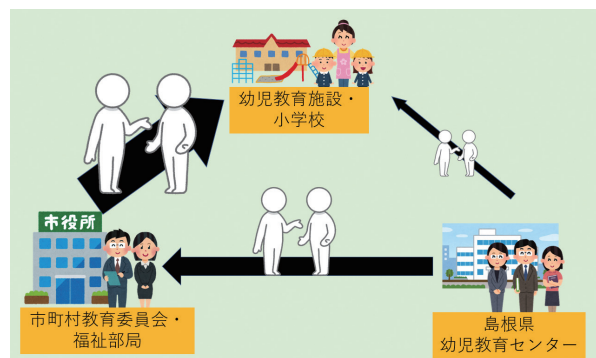 幼児教育施設・
小学校
市役所
市町村教育委員会・
福祉部局
島根県
幼児教育センター